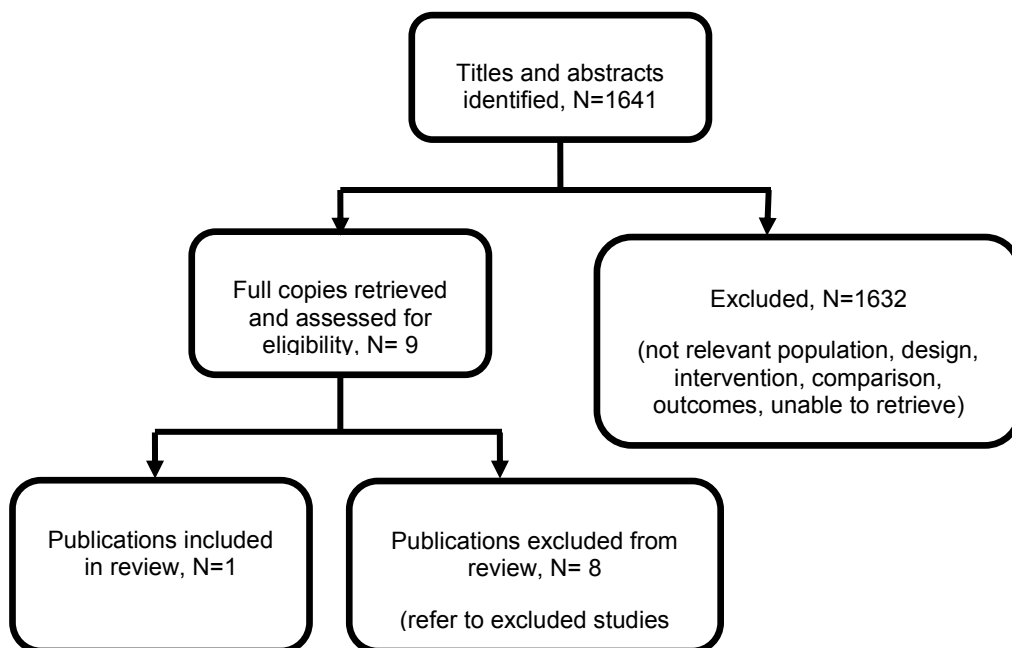 Titles and abstracts
identified, N=1641
Full copies retrieved
and assessed for
eligibility, N= 9
Excluded, N=1632
(not relevant population, design,
intervention, comparison,
outcomes, unable to retrieve)
Publications included
in review, N=1
Publications excluded from
review, N= 8
(refer to excluded studies